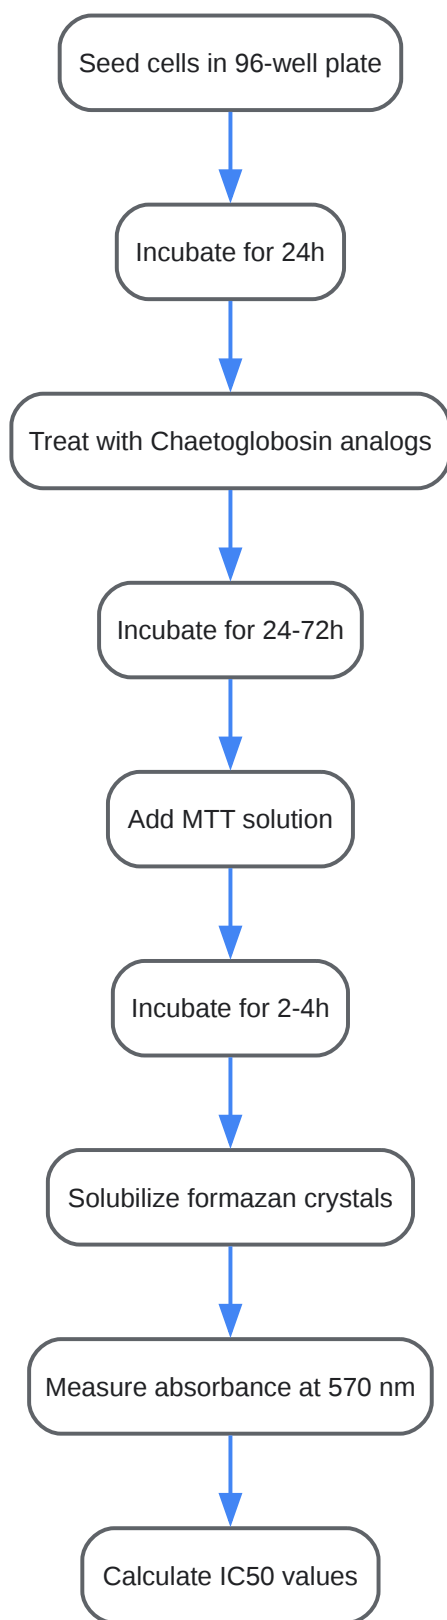 Seed cells in 96-well plate
Incubate for 24h
Treat with Chaetoglobosin analogs
Incubate for 24-72h
Add MTT solution
Incubate for 2-4h
Solubilize formazan crystals
Measure absorbance at 570 nm
Calculate IC50 values